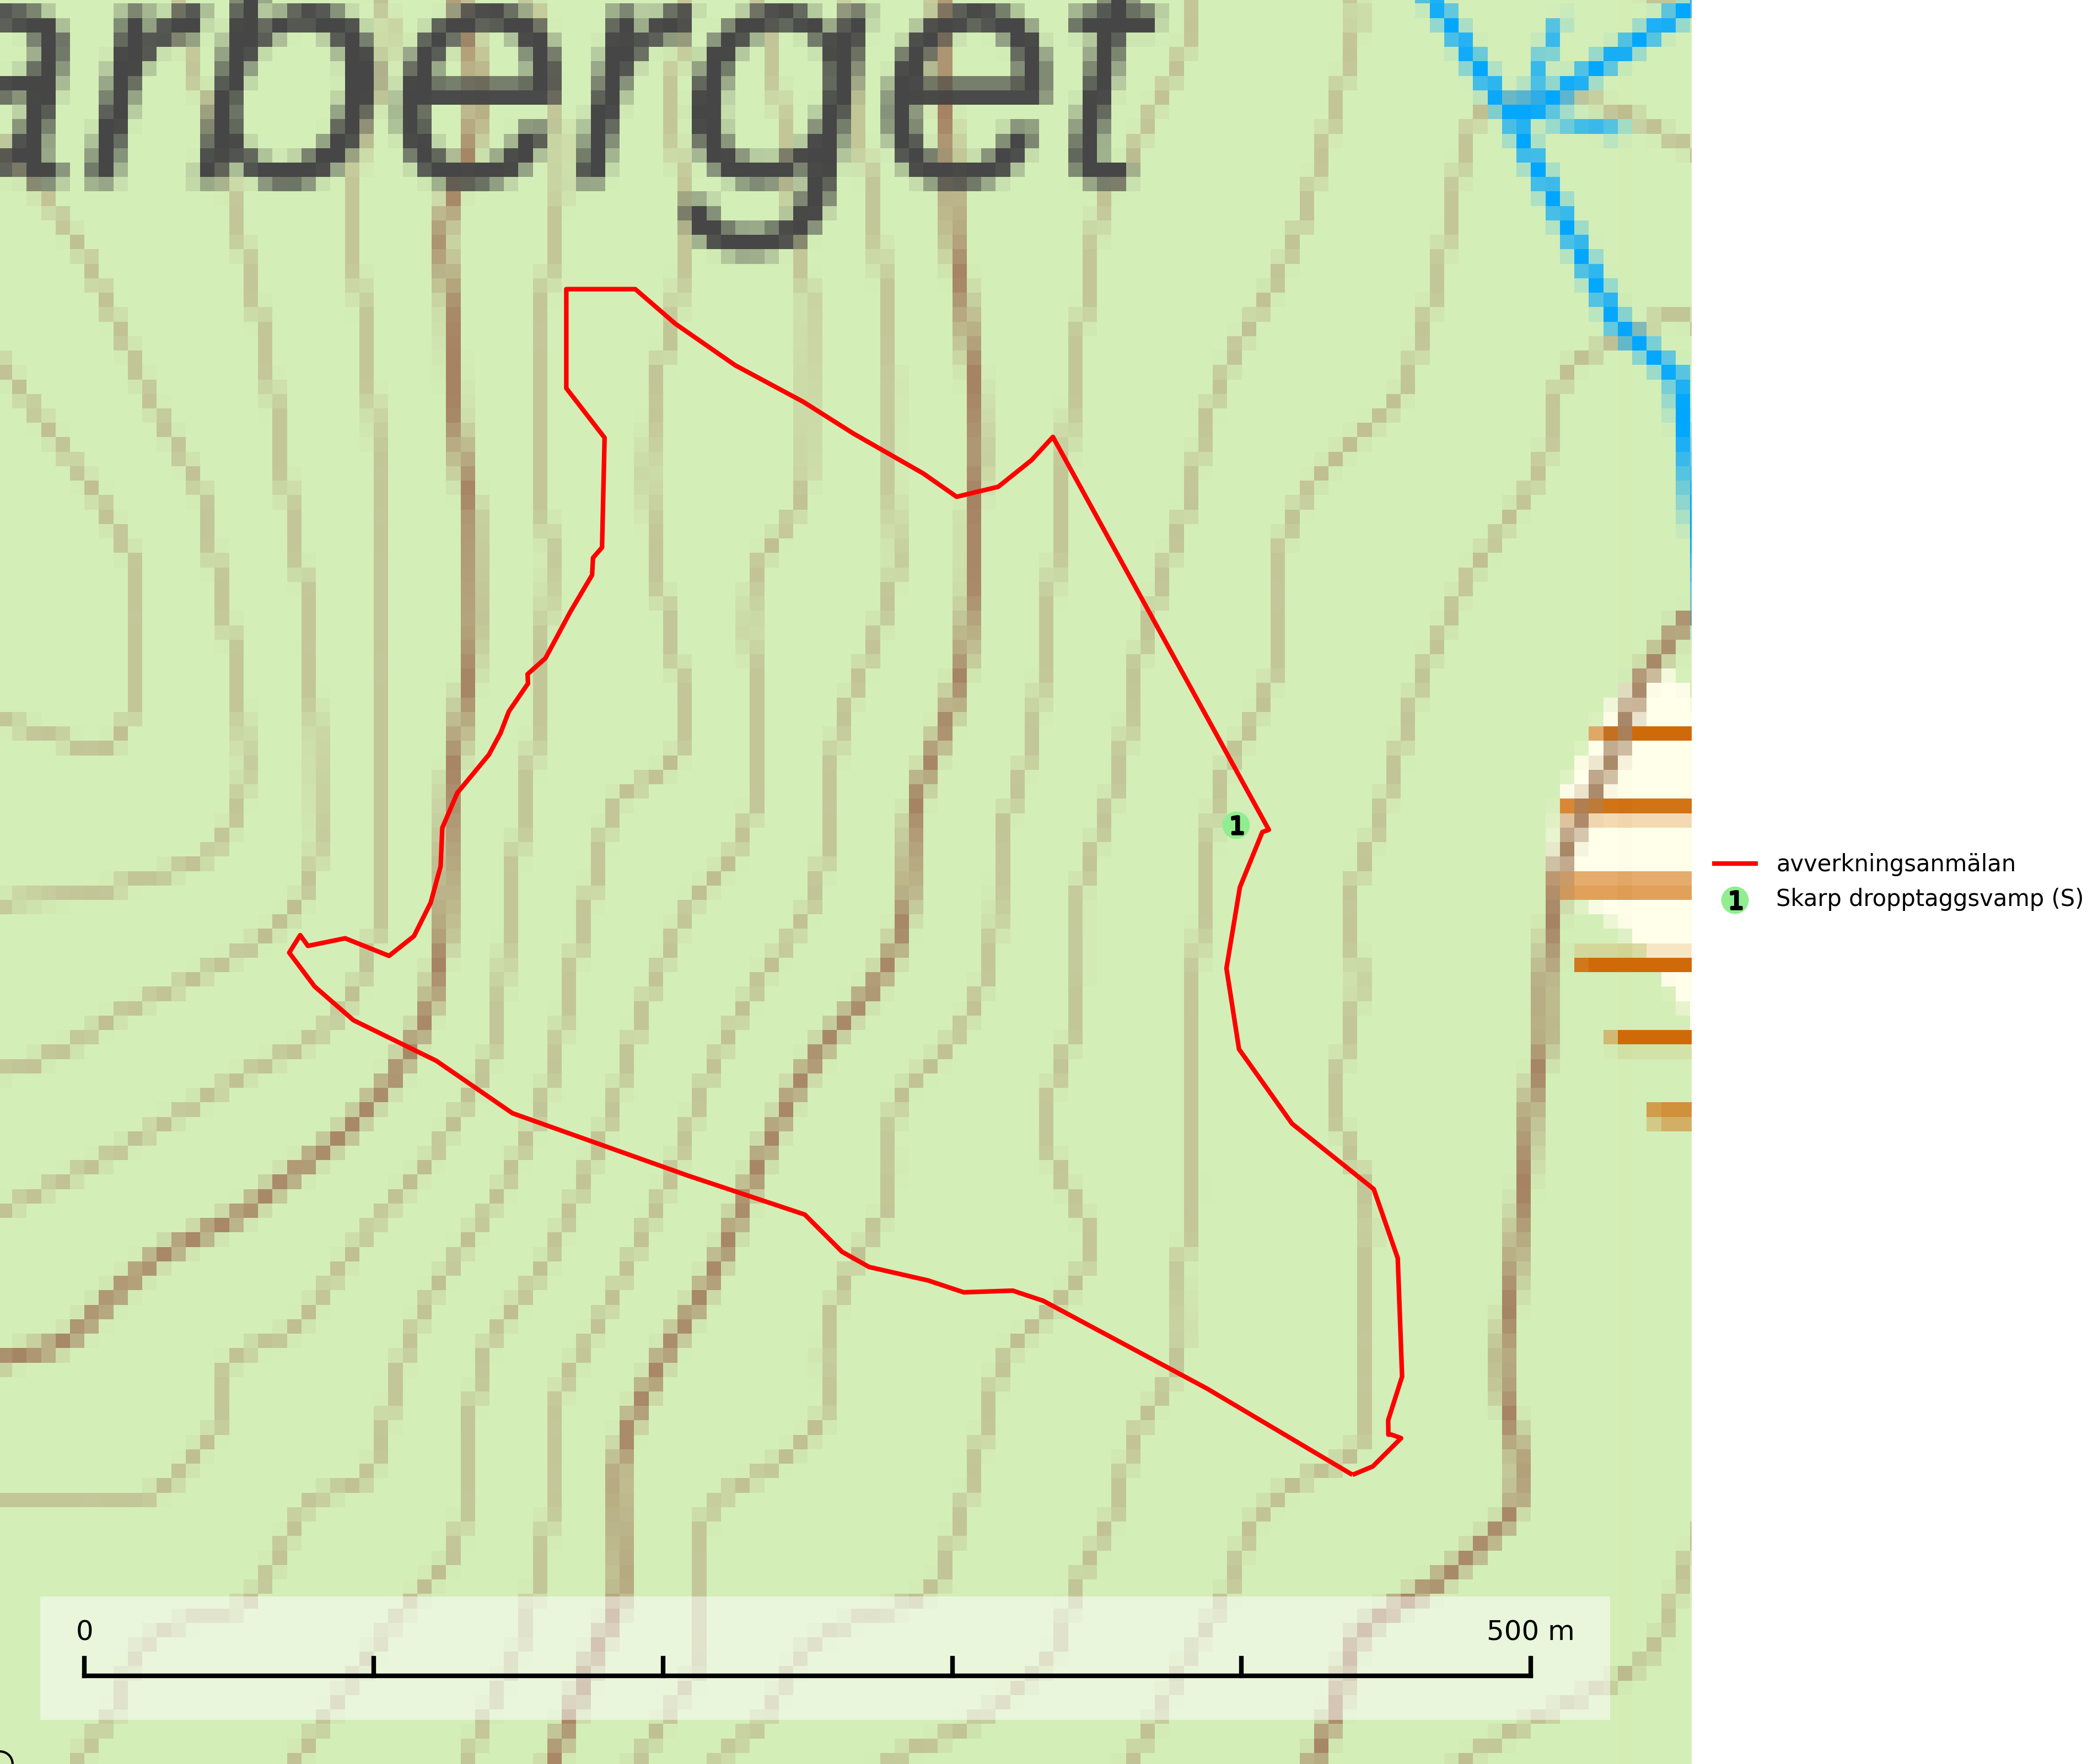 arberget
1
avverkningsanmälan
1 Skarp dropptaggsvamp (S)
0 500 m